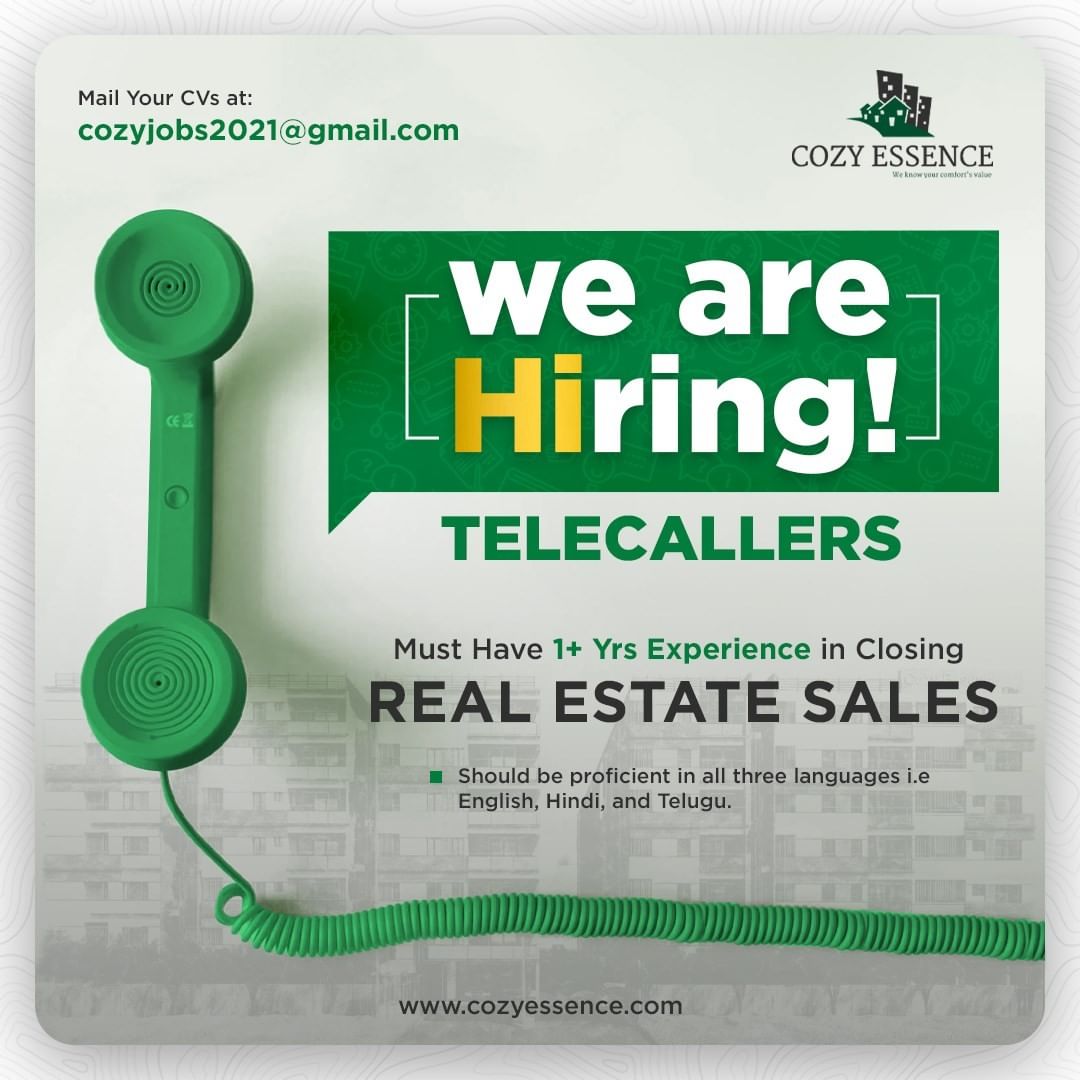 Mail Your CVs at:
cozyjobs2021@gmail.com
COZY ESSENCE
We know your comfort's value
we are
Hiring!
TELECALLERS
Must Have 1+ Yrs Experience in Closing
REAL ESTATE SALES
Should be proficient in all three languages i.e
English, Hindi, and Telugu.
www.cozyessence.com